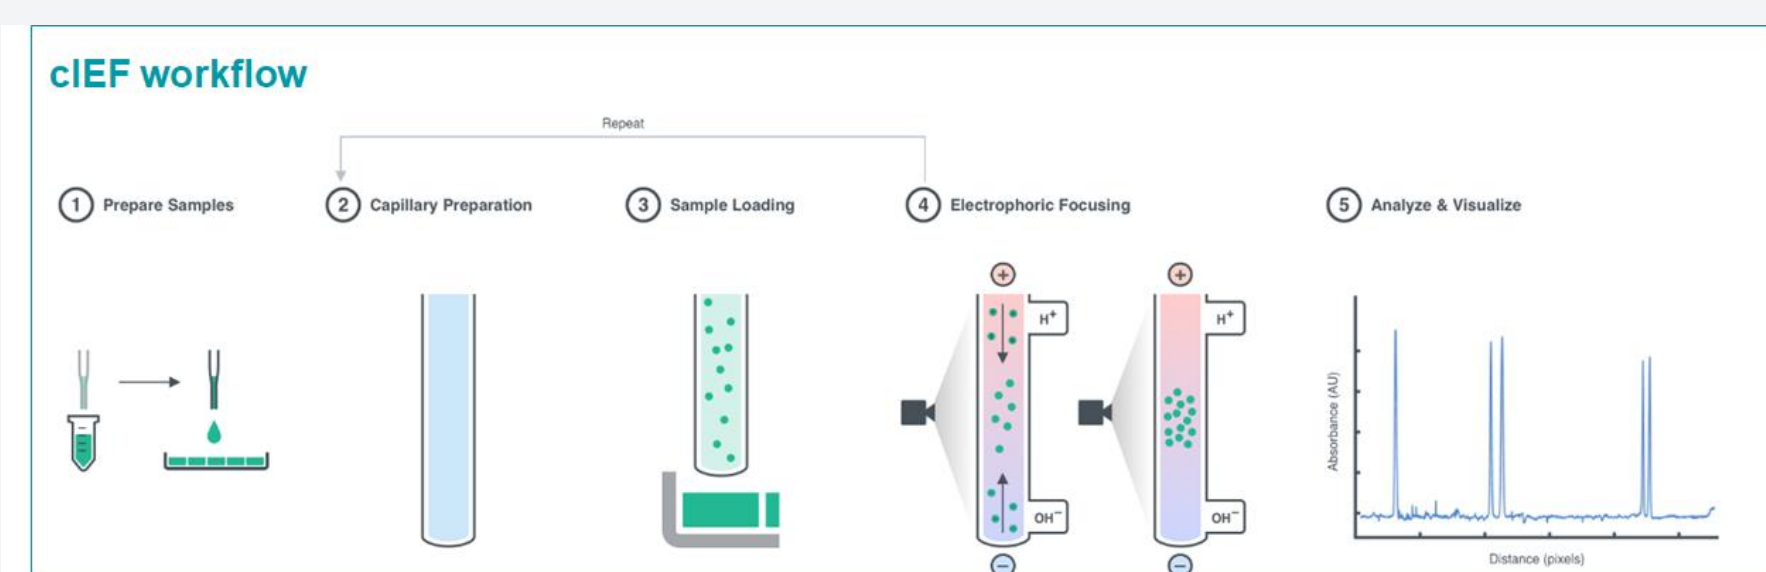 cIEF workflow
Repeat
1 Prepare Samples
2 Capillary Preparation
3 Sample Loading
4 Electrophoric Focusing
5 Analyze & Visualize
+
+
H+
H+
OH−
OH−
−
−
Absorbance (AU)
Distance (pixels)